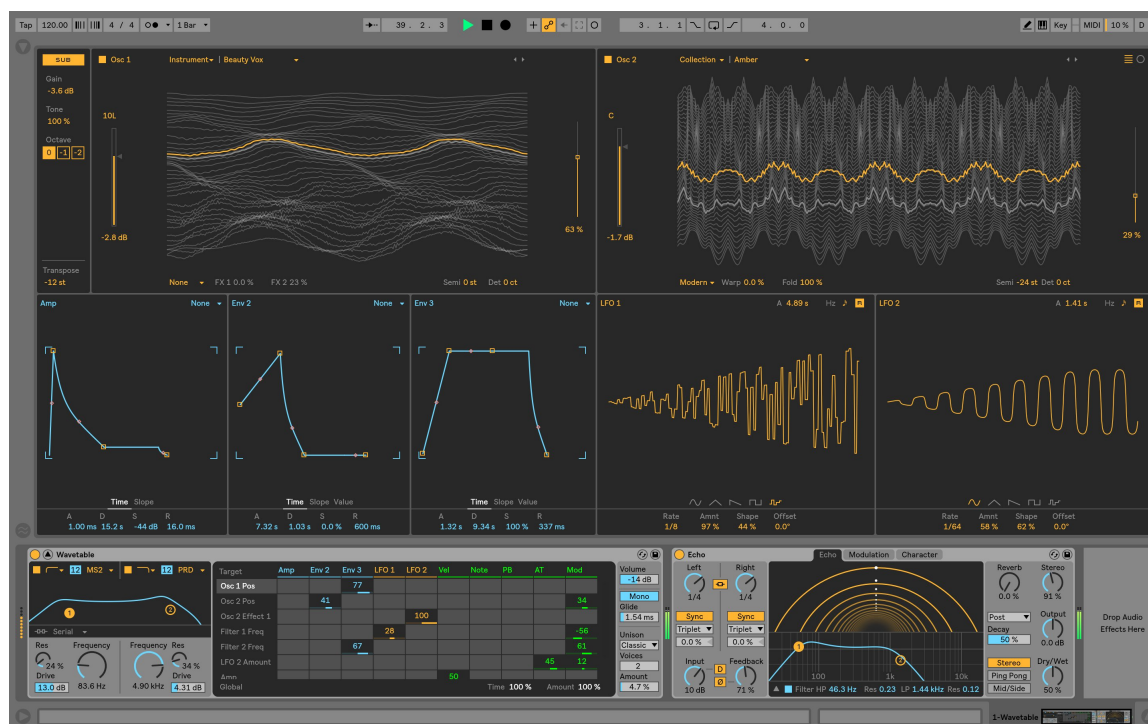 Tap 120.00 4 / 4 1 Bar 39. 2. 3 3. 1. 1 4. 0. 0 Key MIDI 10 % D
SUB
Gain
-3.6 dB
Tone
100 %
Octave
0 -1 -2
Transpose
-12 st
Osc 1 Instrument | Beauty Vox
10L
-2.8 dB
63 %
None FX 1 0.0 % FX 2 23 % Semi 0 st Det 0 ct
Osc 2 Collection | Amber
C
-1.7 dB
29 %
Modern Warp 0.0 % Fold 100 % Semi -24 st Det 0 ct
Amp None
Time Slope
A D S R
1.00 ms 15.2 s -44 dB 16.0 ms
Env 2 None
Time Slope Value
A D S R
7.32 s 1.03 s 0.0 % 600 ms
Env 3 None
Time Slope Value
A D S R
1.32 s 9.34 s 100 % 337 ms
LFO 1 A 4.89 s Hz R
Rate Amnt Shape Offset
1/8 97 % 44 % 0.0°
LFO 2 A 1.41 s Hz R
Rate Amnt Shape Offset
1/64 58 % 62 % 0.0°
Wavetable
12 MS2 12 PRD
1 2
Serial
Res Frequency Frequency Res
24 % 34 %
Drive Drive
13.0 dB 83.6 Hz 4.90 kHz 4.31 dB
Target Amp Env 2 Env 3 LFO 1 LFO 2 Vel Note PB AT Mod
Osc 1 Pos 77
Osc 2 Pos 41 34
Osc 2 Effect 1 100
Filter 1 Freq 28 -56
Filter 2 Freq 67 61
LFO 2 Amount 45 12
Amp 50
Global Time 100 % Amount 100 %
Volume
-14 dB
Mono
Glide
1.54 ms
Unison
Classic
Voices
2
Amount
4.7 %
Echo
Echo Modulation Character
Left Right
1/4 1/4
Sync Sync
Triplet Triplet
0.0 % 0.0 %
Input D Feedback
Ø
10 dB 71 %
1 2
100 1k 10k
Filter HP 46.3 Hz Res 0.23 LP 1.44 kHz Res 0.12
Reverb Stereo
0.0 % 91 %
Post Output
Decay
50 % 0.0 dB
Stereo Dry/Wet
Ping Pong
Mid/Side 50 %
Drop Audio
Effects Here
1-Wavetable